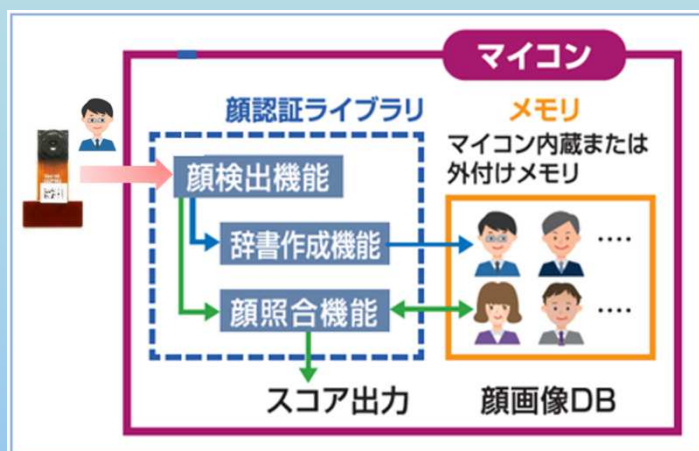 マイコン
顔認証ライブラリ
メモリ
マイコン内蔵または
外付けメモリ
顔検出機能
辞書作成機能
顔照合機能
‥‥
‥‥
スコア出力
顔画像DB